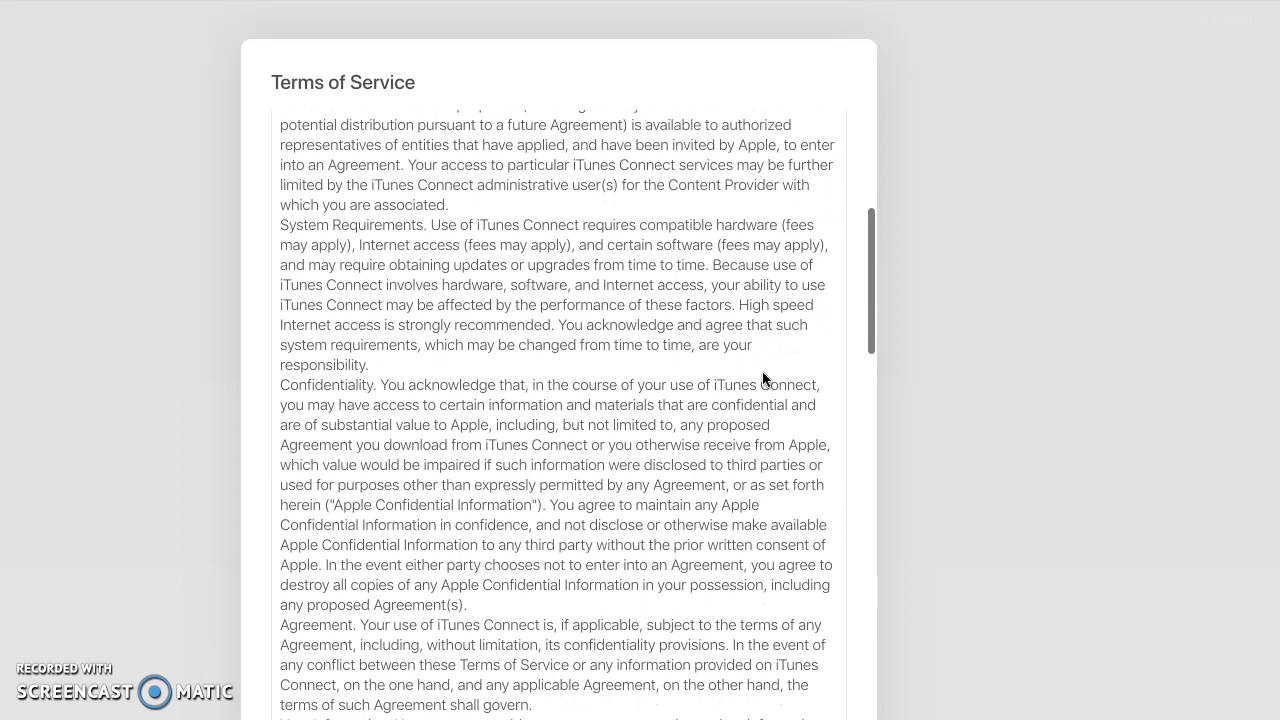 Terms of Service
potential distribution pursuant to a future Agreement) is available to authorized
representatives of entities that have applied, and have been invited by Apple, to enter
into an Agreement. Your access to particular iTunes Connect services may be further
limited by the iTunes Connect administrative user(s) for the Content Provider with
which you are associated.
System Requirements. Use of iTunes Connect requires compatible hardware (fees
may apply), Internet access (fees may apply), and certain software (fees may apply),
and may require obtaining updates or upgrades from time to time. Because use of
iTunes Connect involves hardware, software, and Internet access, your ability to use
iTunes Connect may be affected by the performance of these factors. High speed
Internet access is strongly recommended. You acknowledge and agree that such
system requirements, which may be changed from time to time, are your
responsibility.
Confidentiality. You acknowledge that, in the course of your use of iTunes Connect,
you may have access to certain information and materials that are confidential and
are of substantial value to Apple, including, but not limited to, any proposed
Agreement you download from iTunes Connect or you otherwise receive from Apple,
which value would be impaired if such information were disclosed to third parties or
used for purposes other than expressly permitted by any Agreement, or as set forth
herein ("Apple Confidential Information"). You agree to maintain any Apple
Confidential Information in confidence, and not disclose or otherwise make available
Apple Confidential Information to any third party without the prior written consent of
Apple. In the event either party chooses not to enter into an Agreement, you agree to
destroy all copies of any Apple Confidential Information in your possession, including
any proposed Agreement(s).
Agreement. Your use of iTunes Connect is, if applicable, subject to the terms of any
Agreement, including, without limitation, its confidentiality provisions. In the event of
any conflict between these Terms of Service or any information provided on iTunes
Connect, on the one hand, and any applicable Agreement, on the other hand, the
terms of such Agreement shall govern.
RECORDED WITH
SCREENCAST MATIC